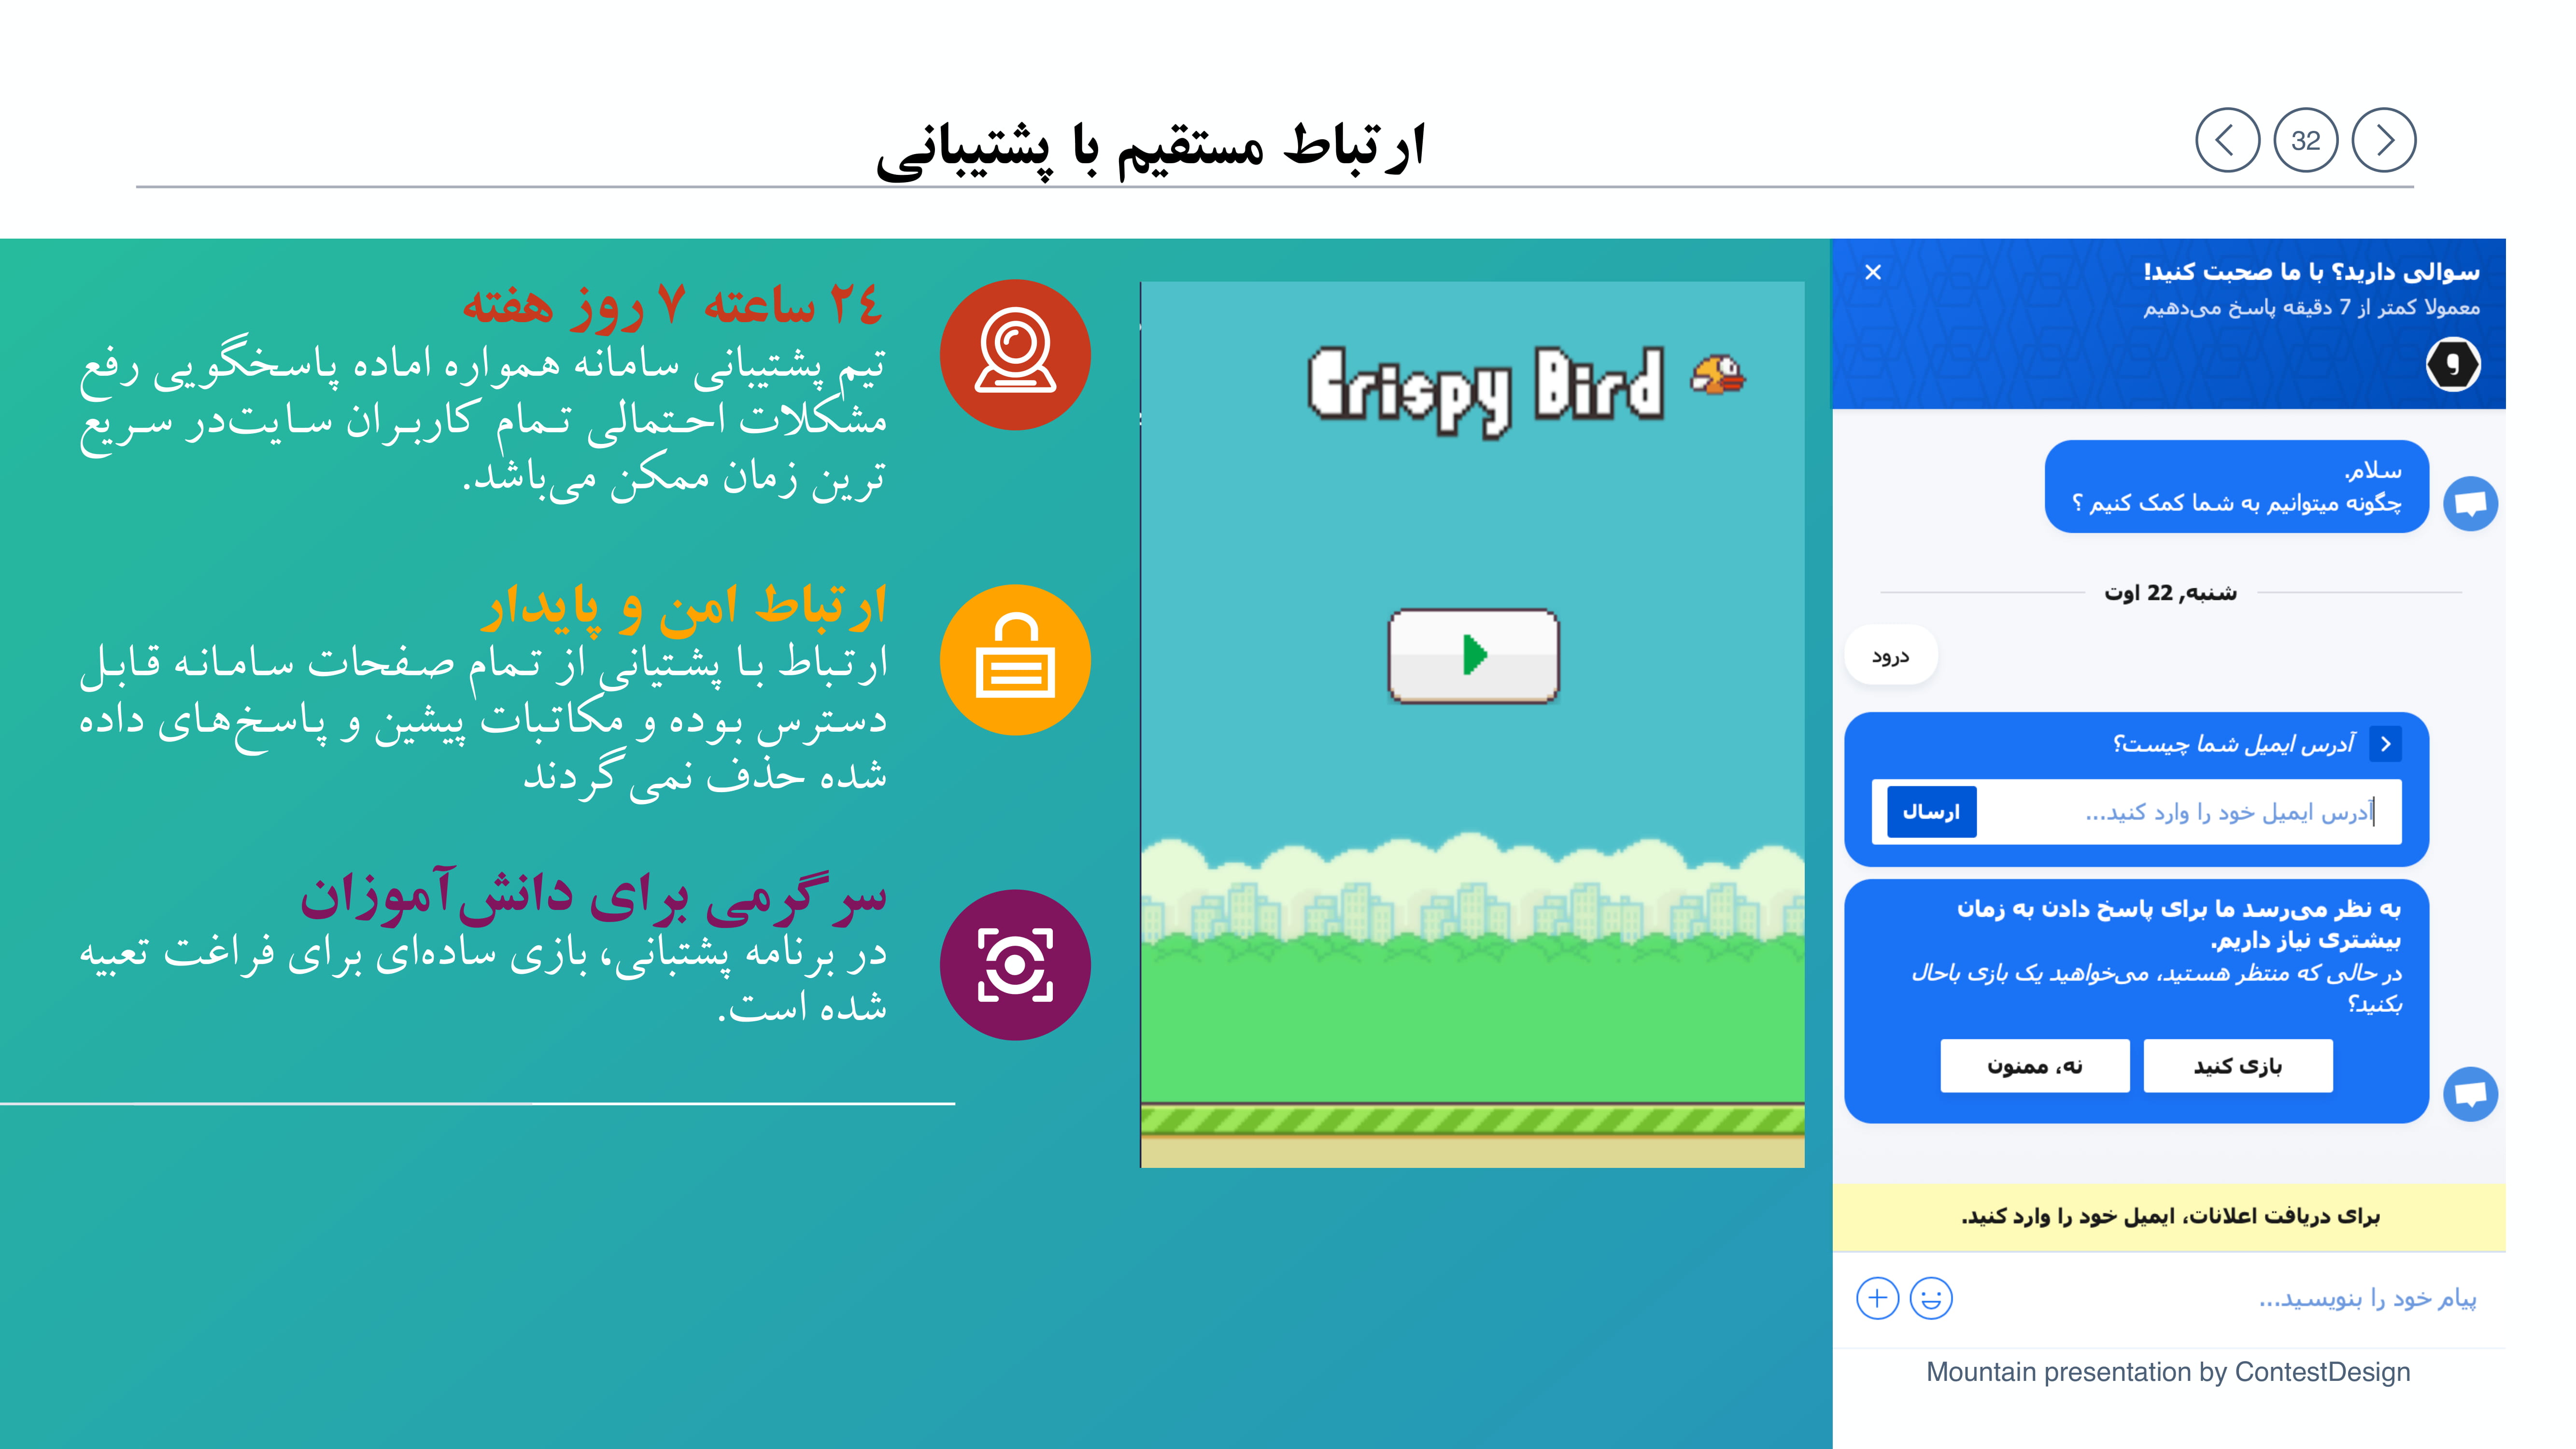 ارتباط مستقیم با پشتیبانی
32
۲٤ ساعته ۷ روز هفته
تیم پشتیبانی سامانه همواره اماده پاسخگویی رفع
مشکلات احتمالی تمام کاربران سایت‌در سریع
ترین زمان ممکن می‌باشد.
ارتباط امن و پایدار
ارتباط با پشتیانی از تمام صفحات سامانه قابل
دسترس بوده و مکاتبات پیشین و پاسخ‌های داده
شده حذف نمی‌گردند
سرگرمی برای دانش‌آموزان
در برنامه پشتبانی، بازی ساده‌ای برای فراغت تعبیه
شده است.
Crispy Bird
سوالی دارید؟ با ما صحبت کنید!
معمولا کمتر از 7 دقیقه پاسخ می‌دهیم
و
سلام.
چگونه میتوانیم به شما کمک کنیم ؟
شنبه, 22 اوت
درود
آدرس ایمیل شما چیست؟
آدرس ایمیل خود را وارد کنید...
ارسال
به نظر می‌رسد ما برای پاسخ دادن به زمان
بیشتری نیاز داریم.
در حالی که منتظر هستید، می‌خواهید یک بازی باحال
بکنید؟
بازی کنید
نه، ممنون
برای دریافت اعلانات، ایمیل خود را وارد کنید.
پیام خود را بنویسید...
Mountain presentation by ContestDesign